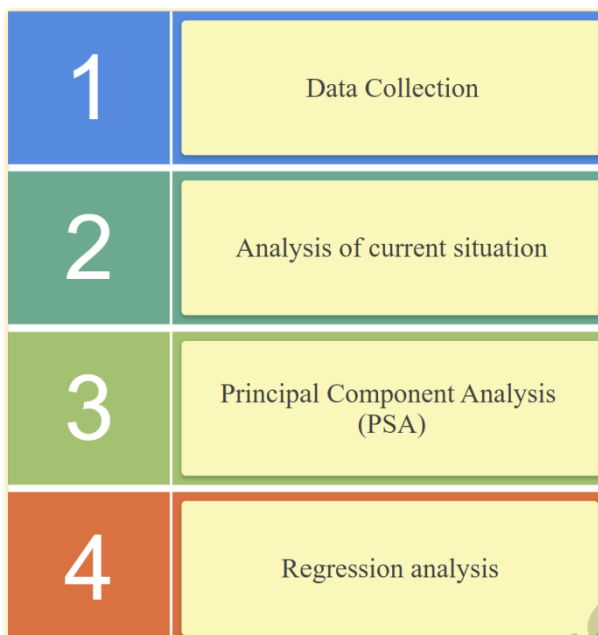 1
Data Collection
2
Analysis of current situation
3
Principal Component Analysis
(PSA)
4
Regression analysis